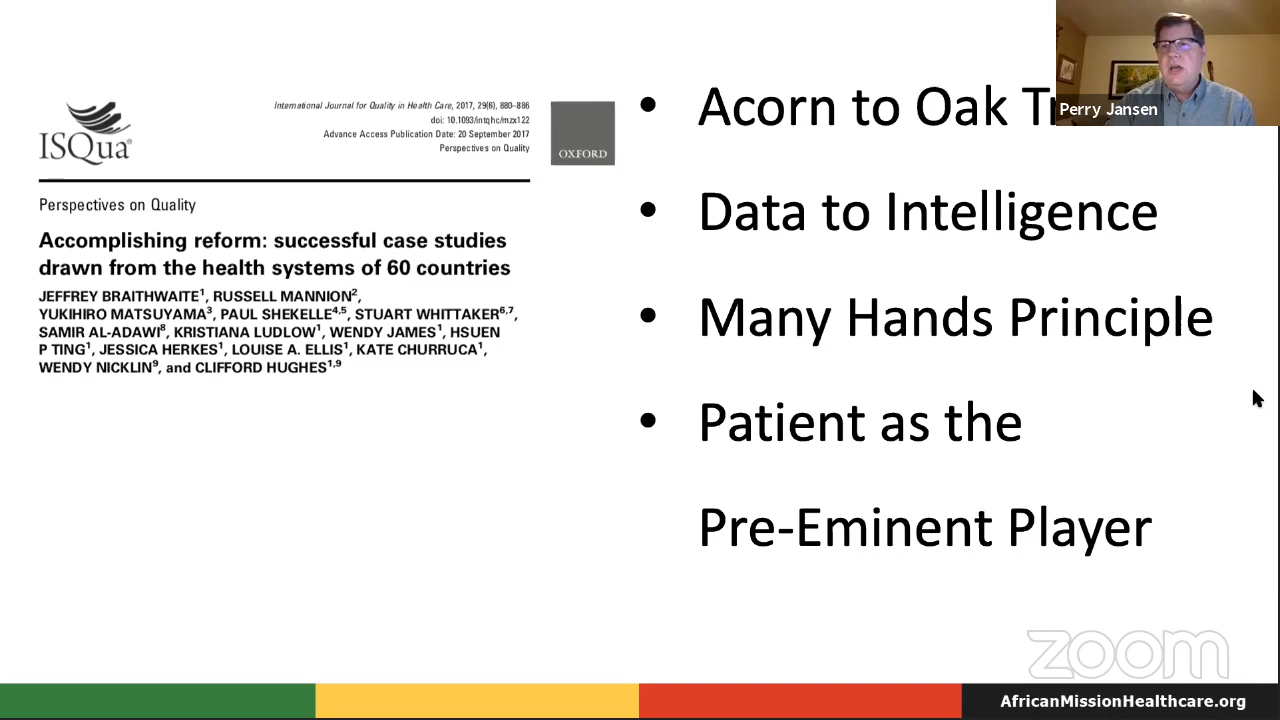 ISQua®
International Journal for Quality in Health Care, 2017, 29(6), 880–886
doi: 10.1093/intqhc/mzx122
Advance Access Publication Date: 20 September 2017
Perspectives on Quality
OXFORD
Perspectives on Quality
Accomplishing reform: successful case studies
drawn from the health systems of 60 countries
JEFFREY BRAITHWAITE1, RUSSELL MANNION2,
YUKIHIRO MATSUYAMA3, PAUL SHEKELLE4,5, STUART WHITTAKER6,7,
SAMIR AL-ADAWI8, KRISTIANA LUDLOW1, WENDY JAMES1, HSUEN
P TING1, JESSICA HERKES1, LOUISE A. ELLIS1, KATE CHURRUCA1,
WENDY NICKLIN9, and CLIFFORD HUGHES1,9
• Acorn to Oak
• Data to Intelligence
• Many Hands Principle
• Patient as the
Pre-Eminent Player
Perry Jansen
zoom
AfricanMissionHealthcare.org